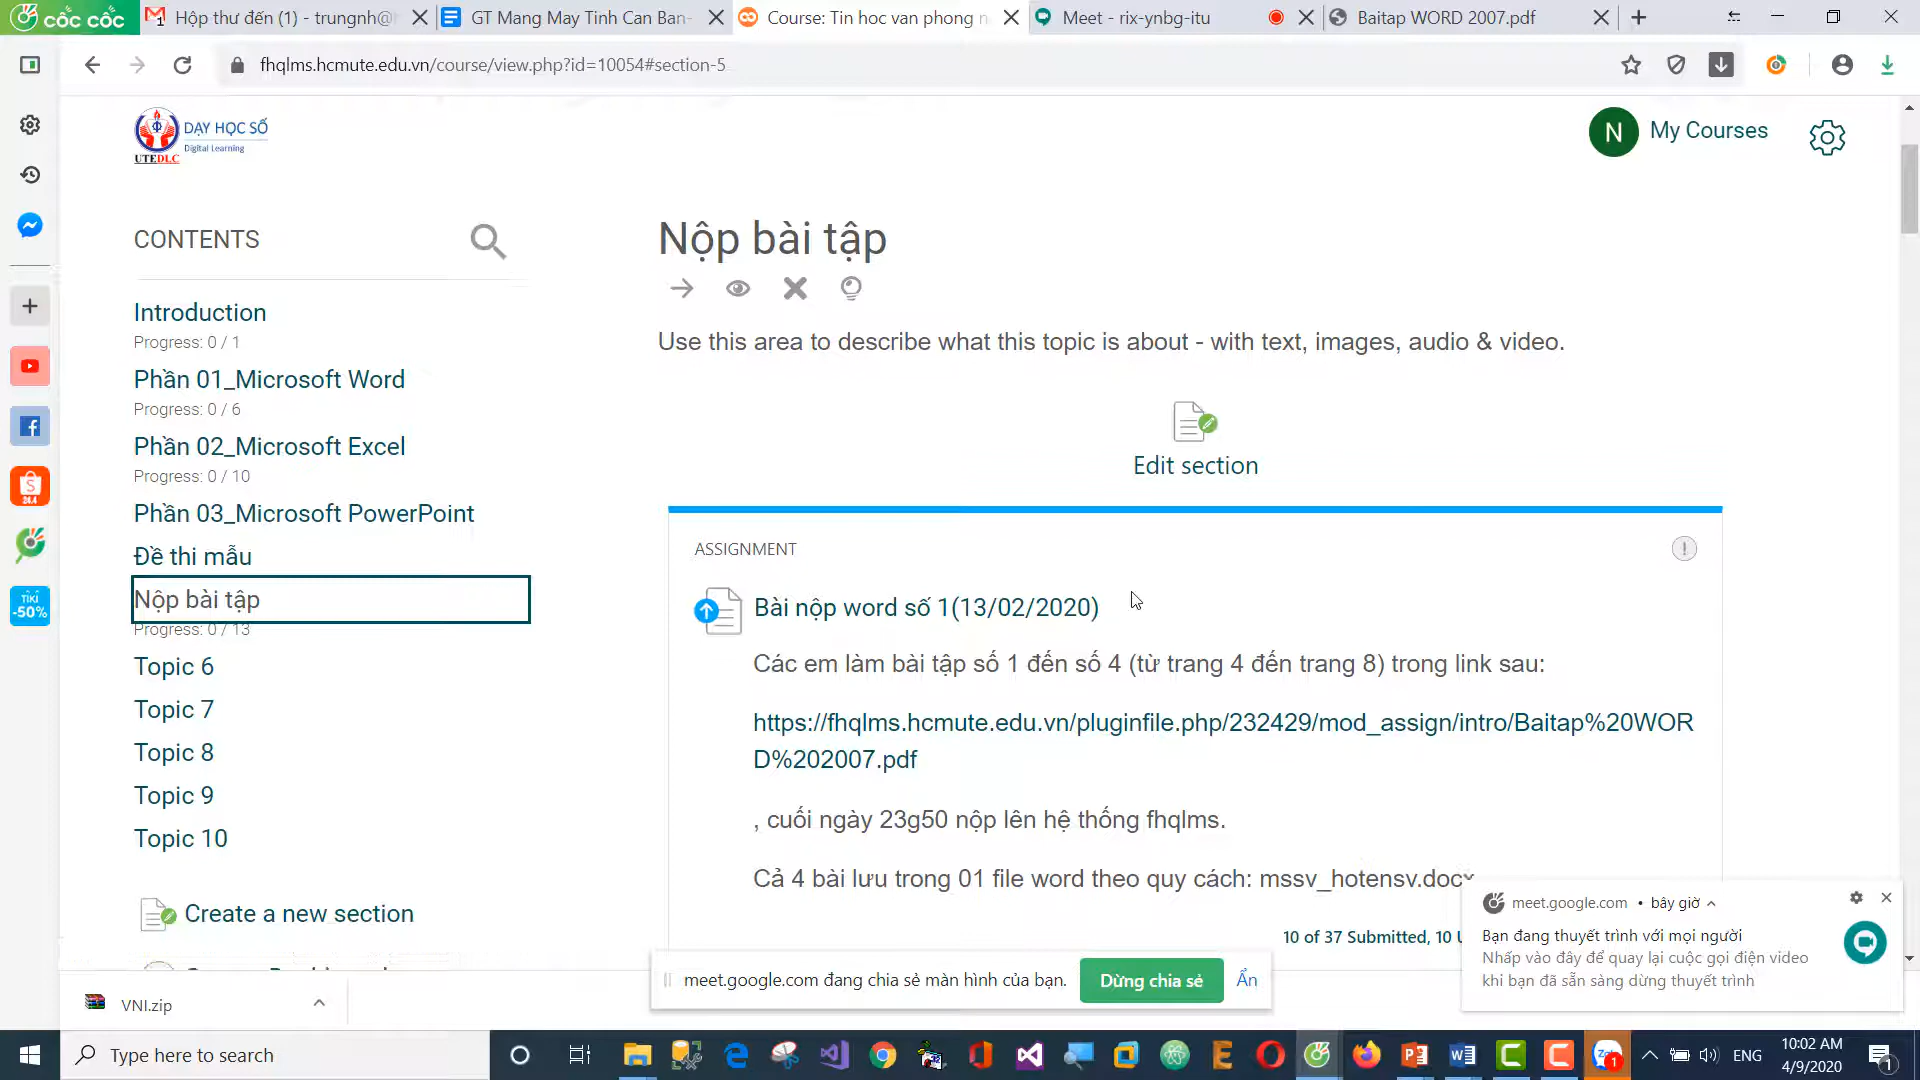 cốc cốc
Hộp thư đến (1) - trungnh@
GT Mang May Tinh Can Ban-
Course: Tin hoc van phong n
Meet - rix-ynbg-itu
Baitap WORD 2007.pdf
fhqlms.hcmute.edu.vn/course/view.php?id=10054#section-5
DẠY HỌC SỐ
Digital Learning
UTEDLC
N
My Courses
CONTENTS
Introduction
Progress: 0 / 1
Phần 01_Microsoft Word
Progress: 0 / 6
Phần 02_Microsoft Excel
Progress: 0 / 10
Phần 03_Microsoft PowerPoint
Đề thi mẫu
Nộp bài tập
Progress: 0 / 13
Topic 6
Topic 7
Topic 8
Topic 9
Topic 10
Create a new section
Nộp bài tập
Use this area to describe what this topic is about - with text, images, audio & video.
Edit section
ASSIGNMENT
Bài nộp word số 1(13/02/2020)
Các em làm bài tập số 1 đến số 4 (từ trang 4 đến trang 8) trong link sau:
https://fhqlms.hcmute.edu.vn/pluginfile.php/232429/mod_assign/intro/Baitap%20WOR
D%202007.pdf
, cuối ngày 23g50 nộp lên hệ thống fhqlms.
Cả 4 bài lưu trong 01 file word theo quy cách: mssv_hotensv.docx
10 of 37 Submitted, 10 U
meet.google.com • bây giờ
Bạn đang thuyết trình với mọi người
Nhấp vào đây để quay lại cuộc gọi điện video
khi bạn đã sẵn sàng dừng thuyết trình
meet.google.com đang chia sẻ màn hình của bạn.
Dừng chia sẻ
Ẩn
TIKI
-50%
24.4
VNI.zip
Type here to search
ENG
10:02 AM
4/9/2020